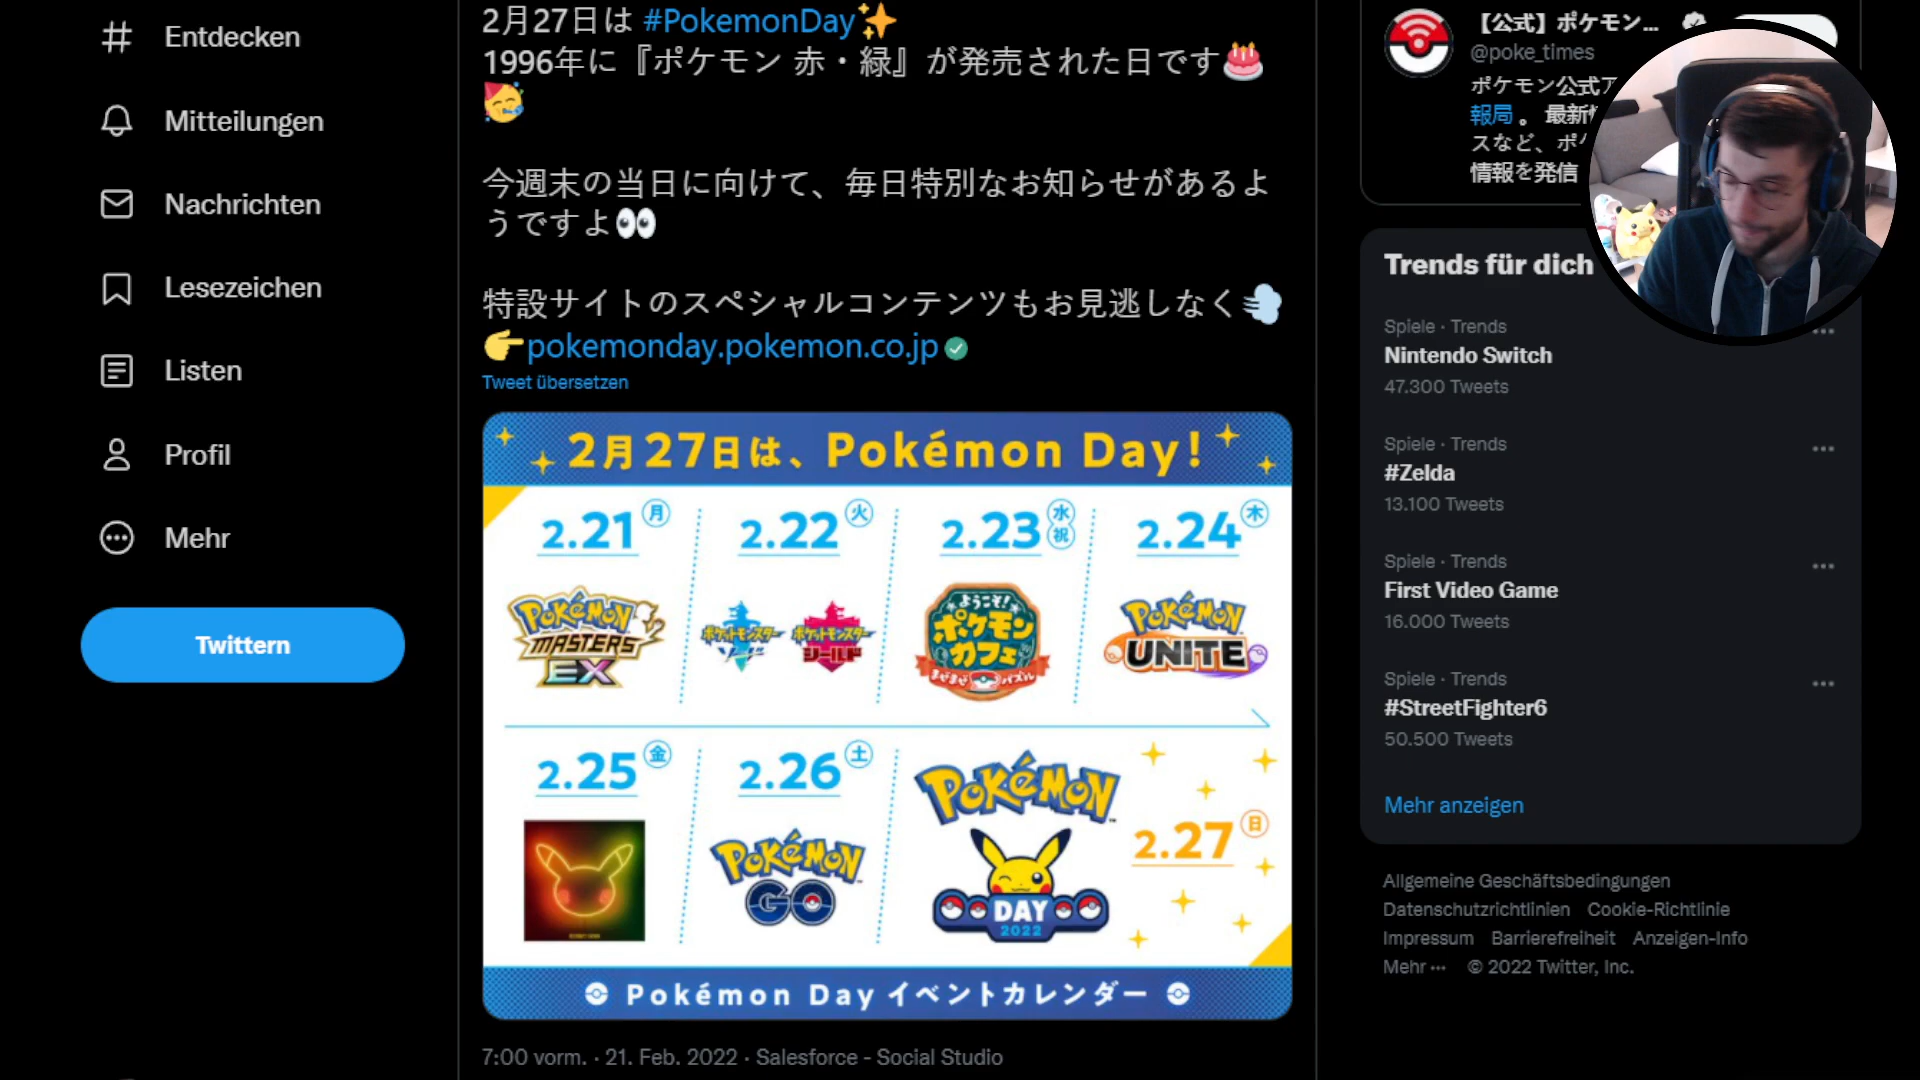 Entdecken
Mitteilungen
Nachrichten
Lesezeichen
Listen
Profil
Mehr
Twittern
2月27日は #PokemonDay✨
1996年に『ポケモン 赤・緑』が発売された日です🎂
🥳
今週末の当日に向けて、毎日特別なお知らせがあるよ
うですよ👀
特設サイトのスペシャルコンテンツもお見逃しなく💨
👉pokemonday.pokemon.co.jp
Tweet übersetzen
2月27日は、Pokémon Day!
2.21 月
2.22 火
2.23 水 祝
2.24 木
POKÉMON MASTERS EX
ポケットモンスター ソード
ポケットモンスター シールド
ようこそ! ポケモン カフェ まぜまぜ パズル
POKÉMON UNITE
2.25 金
2.26 土
2.27 日
POKÉMON GO
POKÉMON DAY 2022
Pokémon Day イベントカレンダー
7:00 vorm. · 21. Feb. 2022 · Salesforce - Social Studio
【公式】ポケモン...
@poke_times
ポケモン公式ア
報局 。 最新
スなど、ポ
情報を発信
Trends für dich
Spiele · Trends
Nintendo Switch
47.300 Tweets
Spiele · Trends
#Zelda
13.100 Tweets
Spiele · Trends
First Video Game
16.000 Tweets
Spiele · Trends
#StreetFighter6
50.500 Tweets
Mehr anzeigen
Allgemeine Geschäftsbedingungen
Datenschutzrichtlinien Cookie-Richtlinie
Impressum Barrierefreiheit Anzeigen-Info
Mehr ··· © 2022 Twitter, Inc.